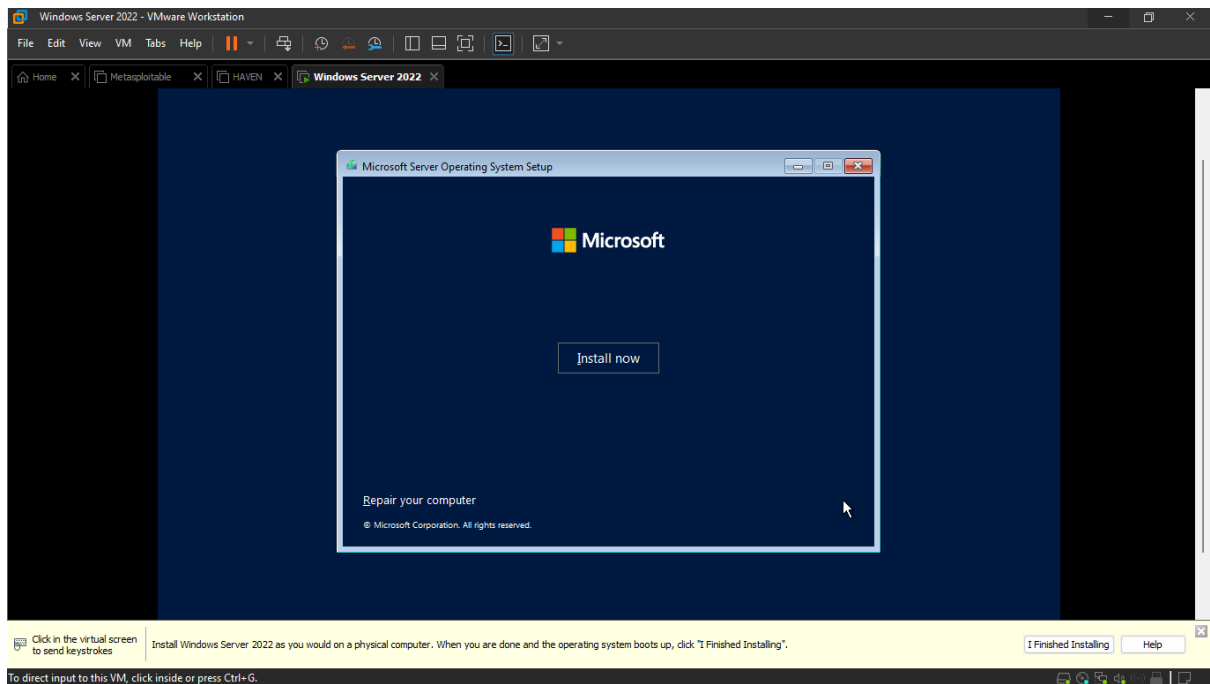 Windows Server 2022 - VMware Workstation
File Edit View VM Tabs Help
Home Metasploitable HAVEN Windows Server 2022
Microsoft Server Operating System Setup
Microsoft
Install now
Repair your computer
© Microsoft Corporation. All rights reserved.
Click in the virtual screen
to send keystrokes
Install Windows Server 2022 as you would on a physical computer. When you are done and the operating system boots up, click "I Finished Installing".
I Finished Installing Help
To direct input to this VM, click inside or press Ctrl+G.